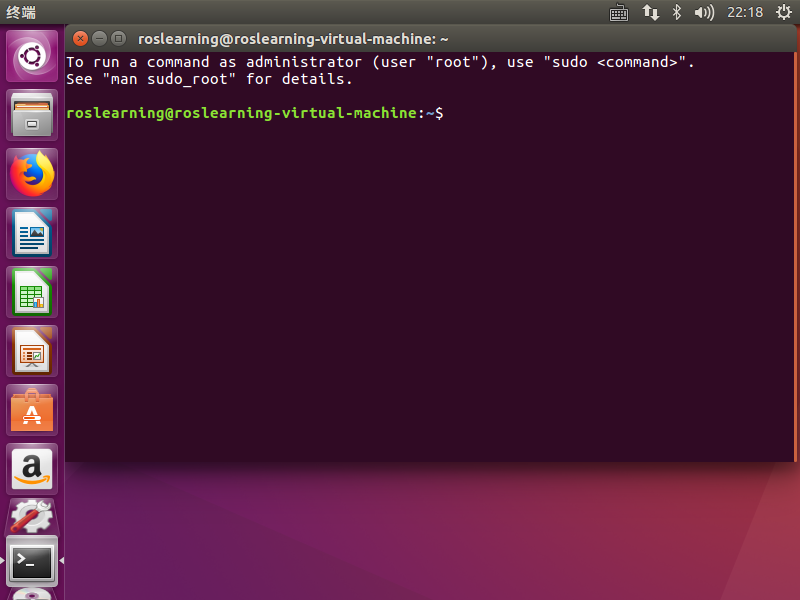 终端
22:18
roslearning@roslearning-virtual-machine: ~
To run a command as administrator (user "root"), use "sudo <command>".
See "man sudo_root" for details.
roslearning@roslearning-virtual-machine:~$
A
a
>_